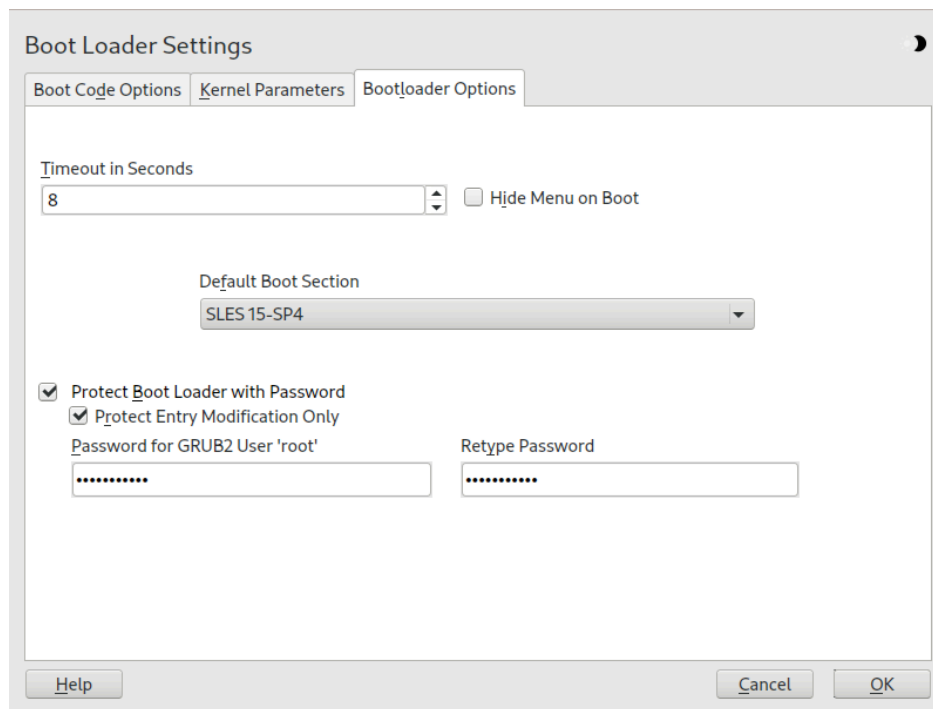 Boot Loader Settings
Boot Code Options Kernel Parameters Bootloader Options
Timeout in Seconds
8
Hide Menu on Boot
Default Boot Section
SLES 15-SP4
Protect Boot Loader with Password
Protect Entry Modification Only
Password for GRUB2 User 'root' Retype Password
••••••••••• •••••••••••
Help Cancel OK